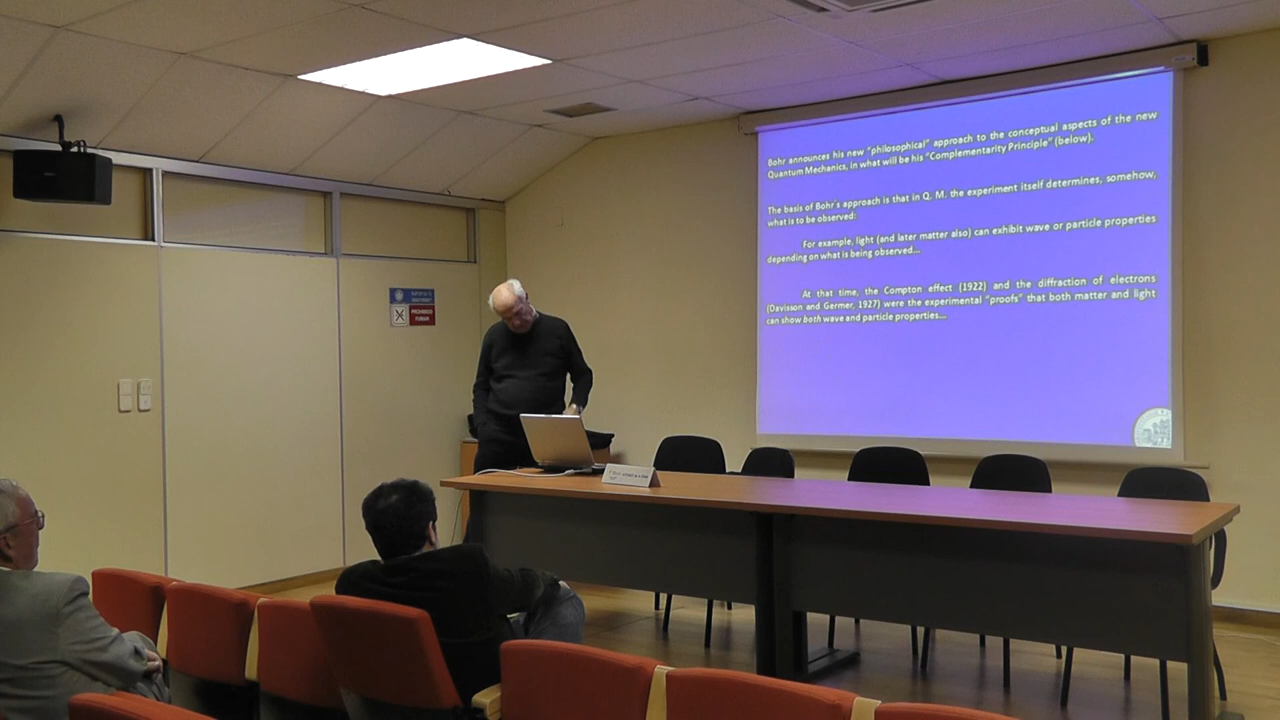 Bohr announces his new "philosophical" approach to the conceptual aspects of the new
Quantum Mechanics, in what will be his "Complementarity Principle" (below).
The basis of Bohr´s approach is that in Q. M. the experiment itself determines, somehow,
what is to be observed:
For example, light (and later matter also) can exhibit wave or particle properties
depending on what is being observed...
At that time, the Compton effect (1922) and the diffraction of electrons
(Davisson and Germer, 1927) were the experimental "proofs" that both matter and light
can show both wave and particle properties...
PROHIBIDO
FUMAR